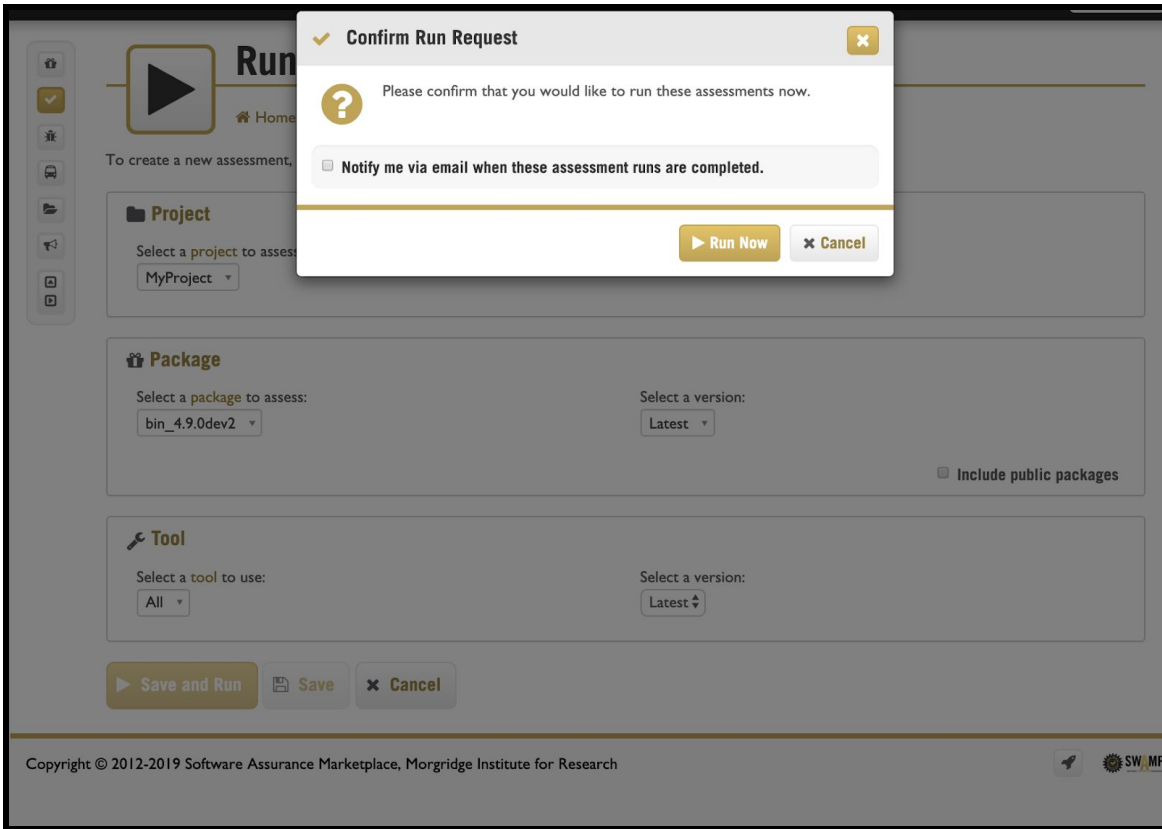 Confirm Run Request
Please confirm that you would like to run these assessments now.
Notify me via email when these assessment runs are completed.
Run Now
Cancel
Run
Home
To create a new assessment,
Project
Select a project to assess
MyProject
Package
Select a package to assess:
Select a version:
bin_4.9.0dev2
Latest
Include public packages
Tool
Select a tool to use:
Select a version:
All
Latest
Save and Run
Save
Cancel
Copyright © 2012-2019 Software Assurance Marketplace, Morgridge Institute for Research